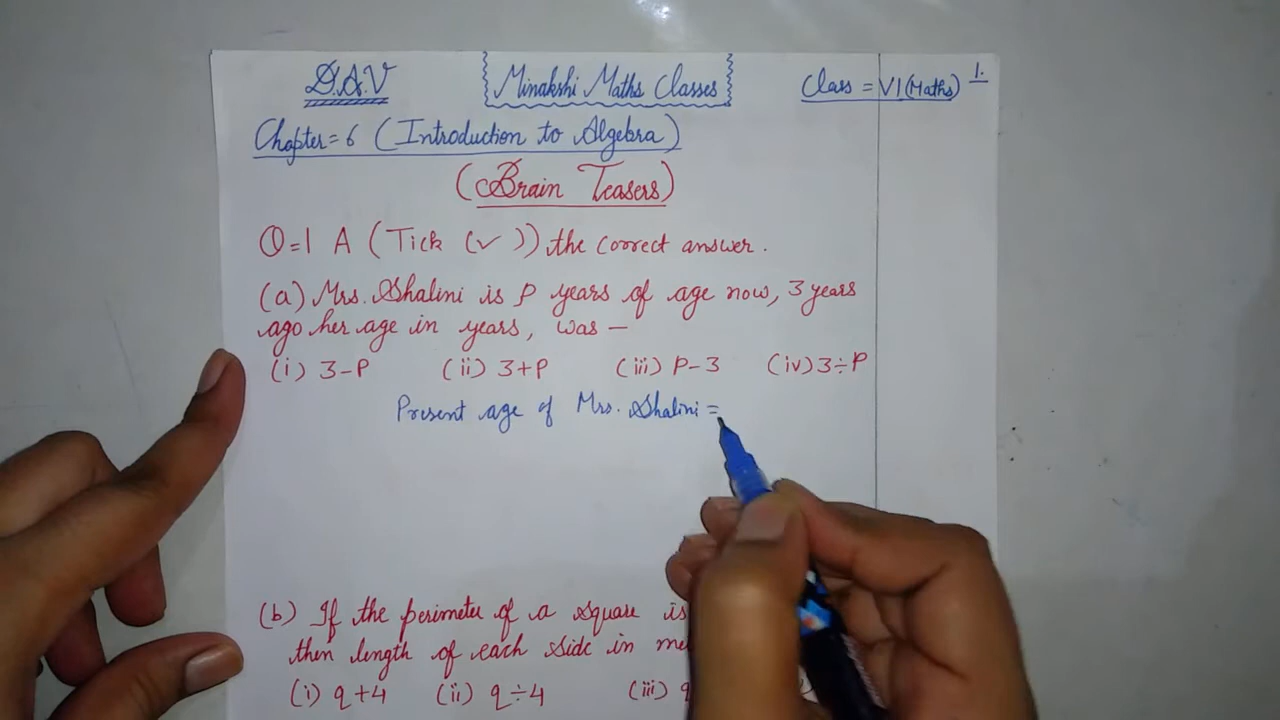 D.A.V
Minakshi Maths Classes
Class = VI (Maths)
1.
Chapter=6 (Introduction to Algebra)
(Brain Teasers)
Q=1 A (Tick (✓)) the correct answer.
(a) Mrs. Shalini is P years of age now, 3 years
ago her age in years, was —
(i) 3-P (ii) 3+P (iii) P-3 (iv) 3÷P
Present age of Mrs. Shalini =
(b) If the perimeter of a square is
then length of each side in
(i) q+4 (ii) q÷4 (iii) q